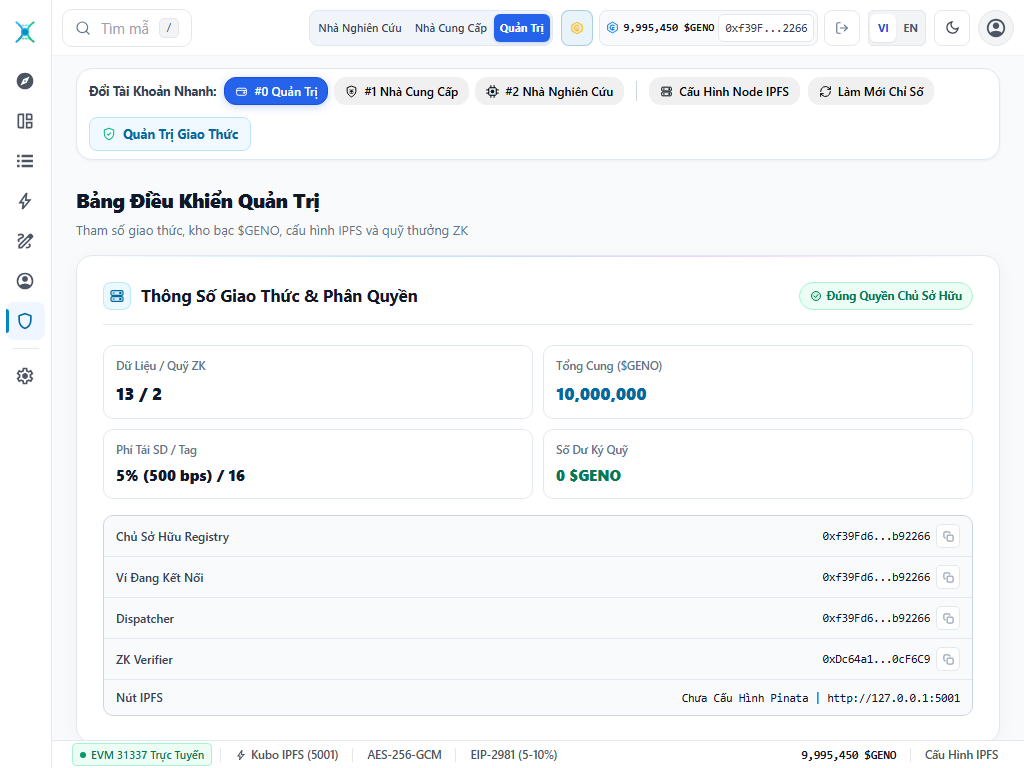 Tìm mẫ /
Nhà Nghiên Cứu Nhà Cung Cấp Quản Trị
9,995,450 $GENO 0xf39F...2266
VI EN
Đổi Tài Khoản Nhanh: #0 Quản Trị #1 Nhà Cung Cấp #2 Nhà Nghiên Cứu Cấu Hình Node IPFS Làm Mới Chỉ Số
Quản Trị Giao Thức
Bảng Điều Khiển Quản Trị
Tham số giao thức, kho bạc $GENO, cấu hình IPFS và quỹ thưởng ZK
Thông Số Giao Thức & Phân Quyền
Đúng Quyền Chủ Sở Hữu
Dữ Liệu / Quỹ ZK
13 / 2
Tổng Cung ($GENO)
10,000,000
Phí Tái SD / Tag
5% (500 bps) / 16
Số Dư Ký Quỹ
0 $GENO
Chủ Sở Hữu Registry 0xf39Fd6...b92266
Ví Đang Kết Nối 0xf39Fd6...b92266
Dispatcher 0xf39Fd6...b92266
ZK Verifier 0xDc64a1...0cF6C9
Nút IPFS Chưa Cấu Hình Pinata | http://127.0.0.1:5001
EVM 31337 Trực Tuyến Kubo IPFS (5001) AES-256-GCM EIP-2981 (5-10%) 9,995,450 $GENO Cấu Hình IPFS